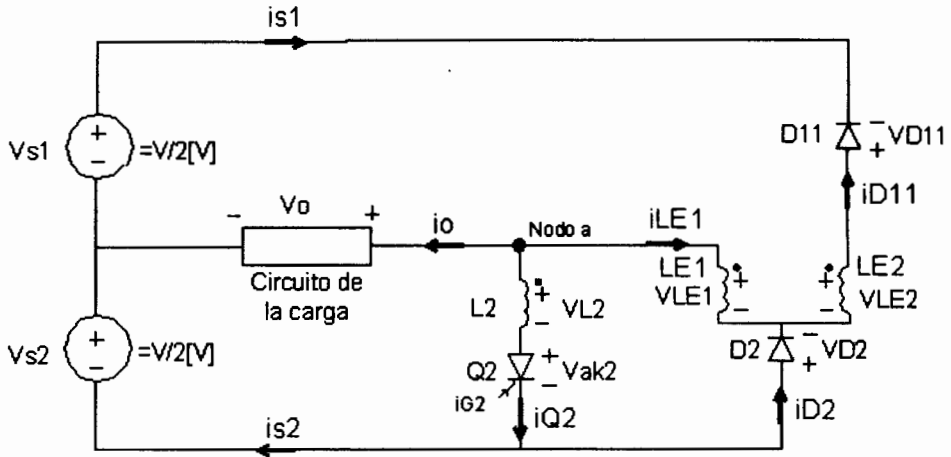 is1
Vs1
+
−
=V/2[V]
D11
−
VD11
+
iD11
−
Vo
+
io
Nodo a
iLE1
Circuito de
la carga
L2
+
VL2
−
LE1
+
VLE1
−
+
LE2
VLE2
−
Vs2
+
−
=V/2[V]
Q2
+
Vak2
−
iG2
iQ2
D2
−
VD2
+
iD2
is2